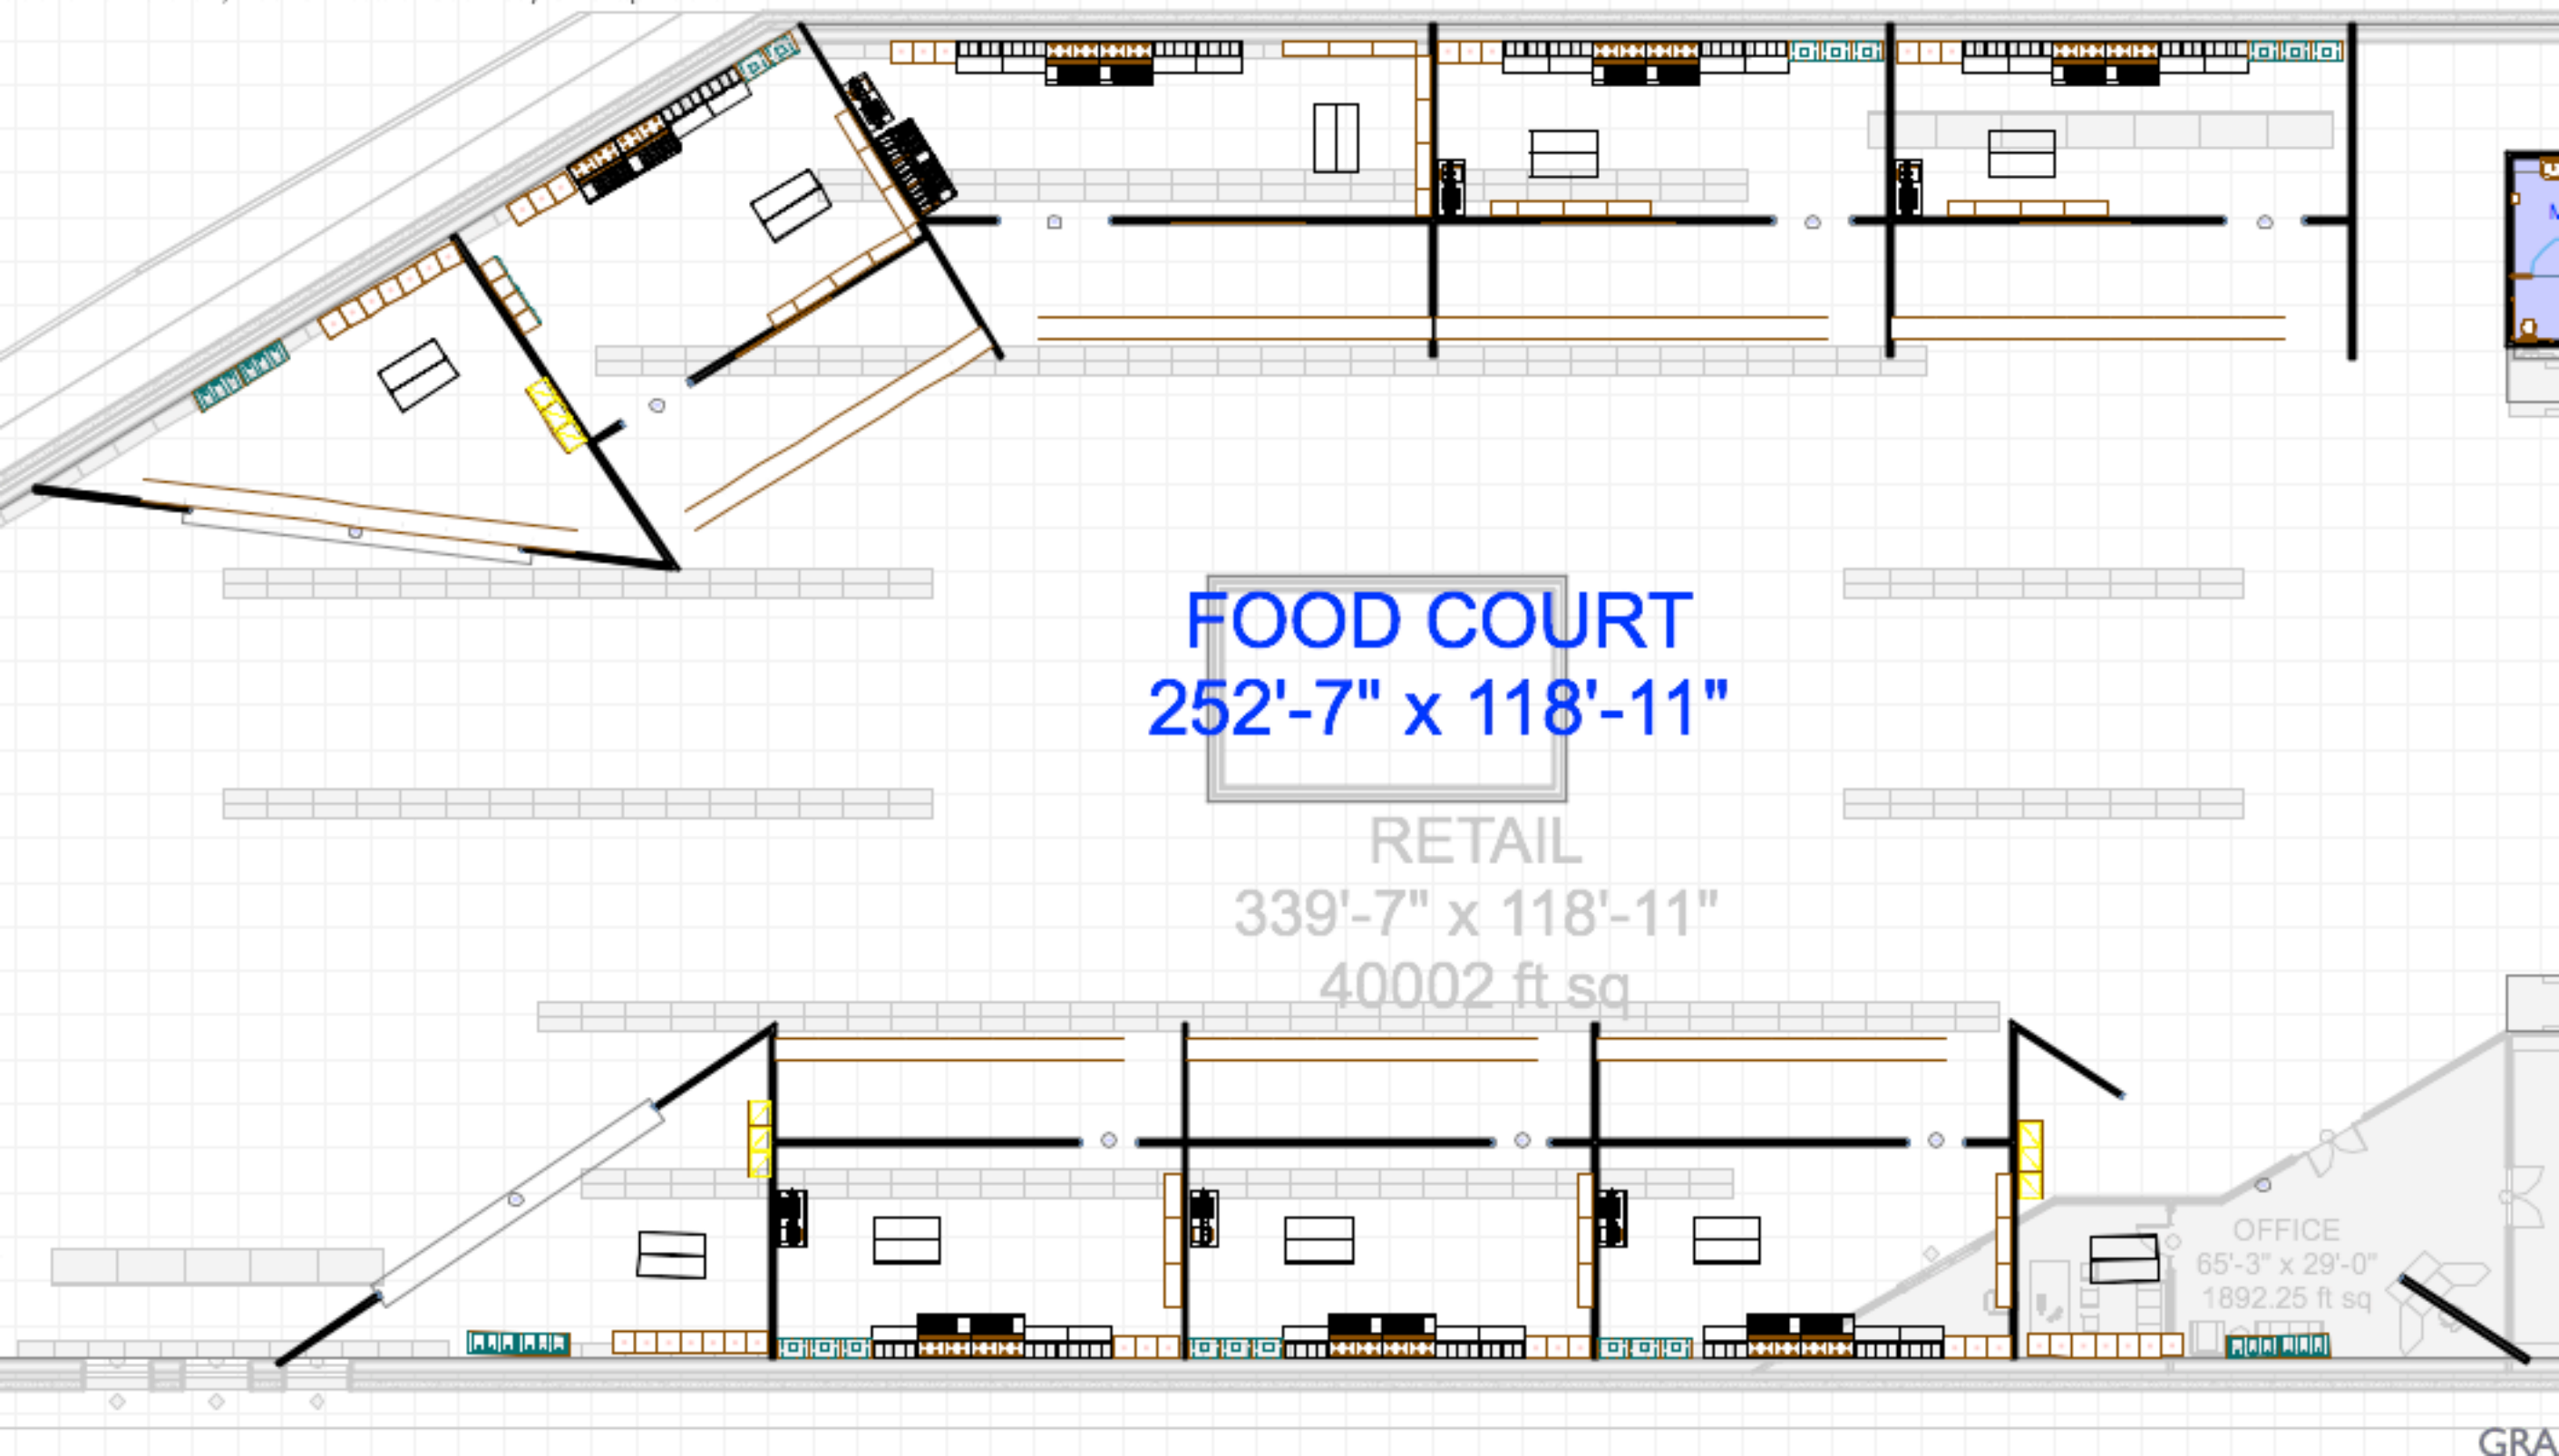 FOOD COURT
252'-7" x 118'-11"
RETAIL
339'-7" x 118'-11"
40002 ft sq
OFFICE
65'-3" x 29'-0"
1892.25 ft sq
GRA